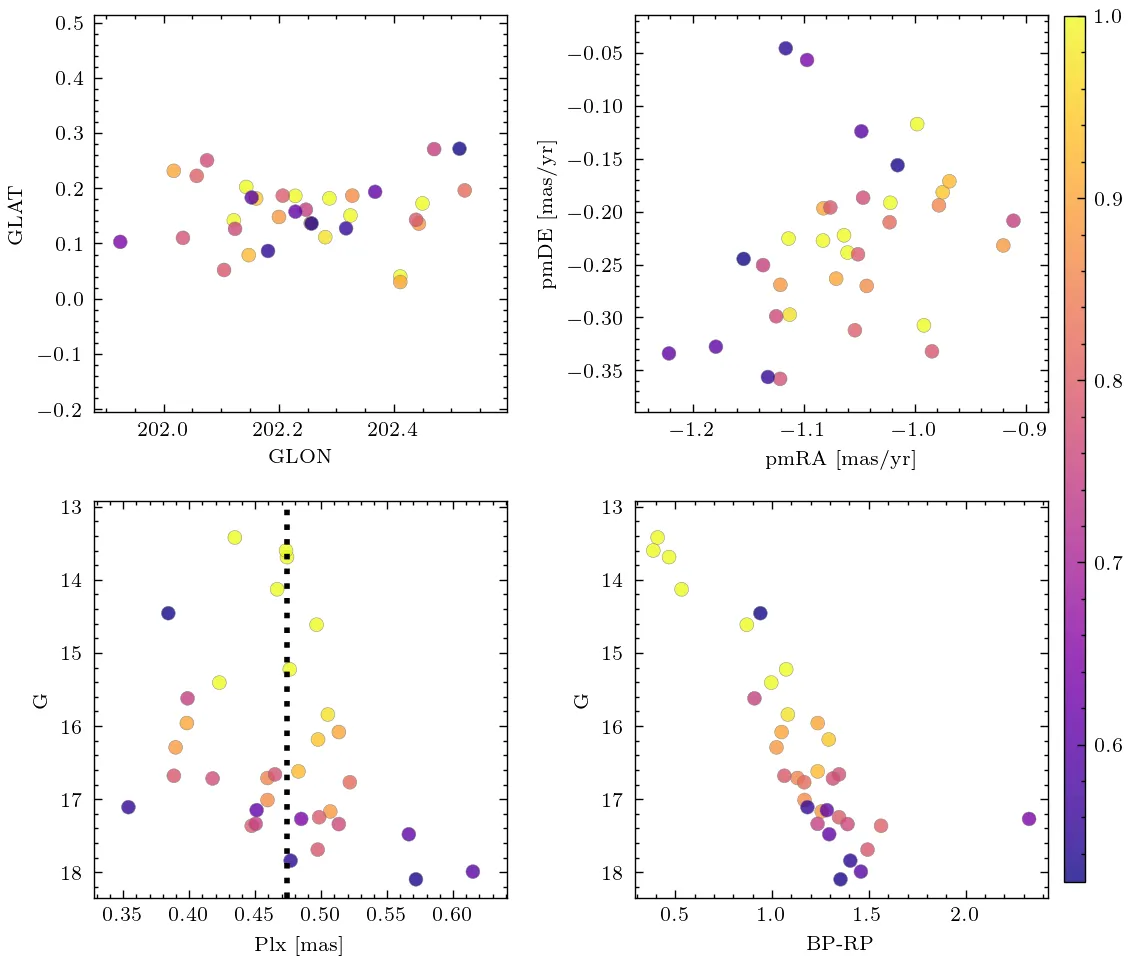 0.5
0.4
0.3
0.2
0.1
0.0
−0.1
−0.2
GLAT
202.0 202.2 202.4
GLON
−0.05
−0.10
−0.15
−0.20
−0.25
−0.30
−0.35
pmDE [mas/yr]
−1.2 −1.1 −1.0 −0.9
pmRA [mas/yr]
1.0
0.9
0.8
0.7
0.6
13
14
15
16
17
18
G
0.35 0.40 0.45 0.50 0.55 0.60
Plx [mas]
13
14
15
16
17
18
G
0.5 1.0 1.5 2.0
BP-RP